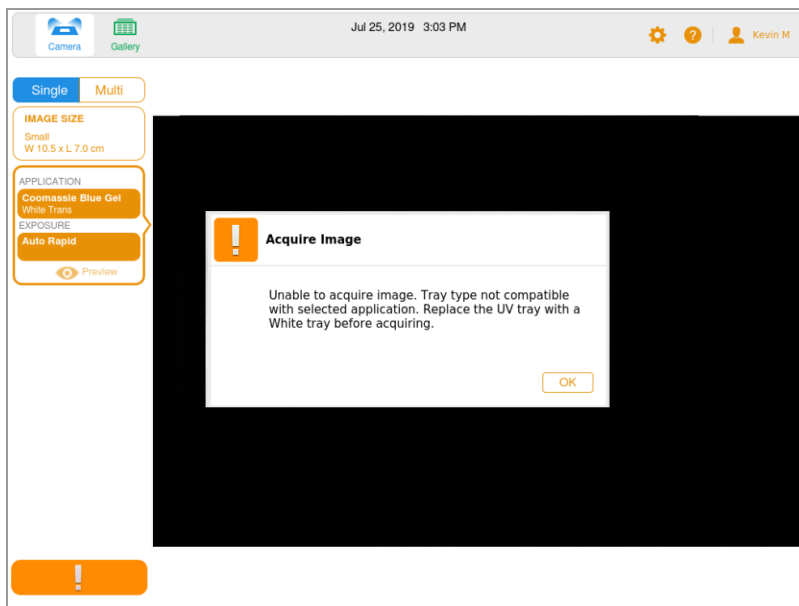 Jul 25, 2019 3:03 PM
Camera
Gallery
?
Kevin M
Single Multi
IMAGE SIZE
Small
W 10.5 x L 7.0 cm
APPLICATION
Coomassie Blue Gel
White Trans
EXPOSURE
Auto Rapid
Preview
!
Acquire Image
Unable to acquire image. Tray type not compatible
with selected application. Replace the UV tray with a
White tray before acquiring.
OK
!